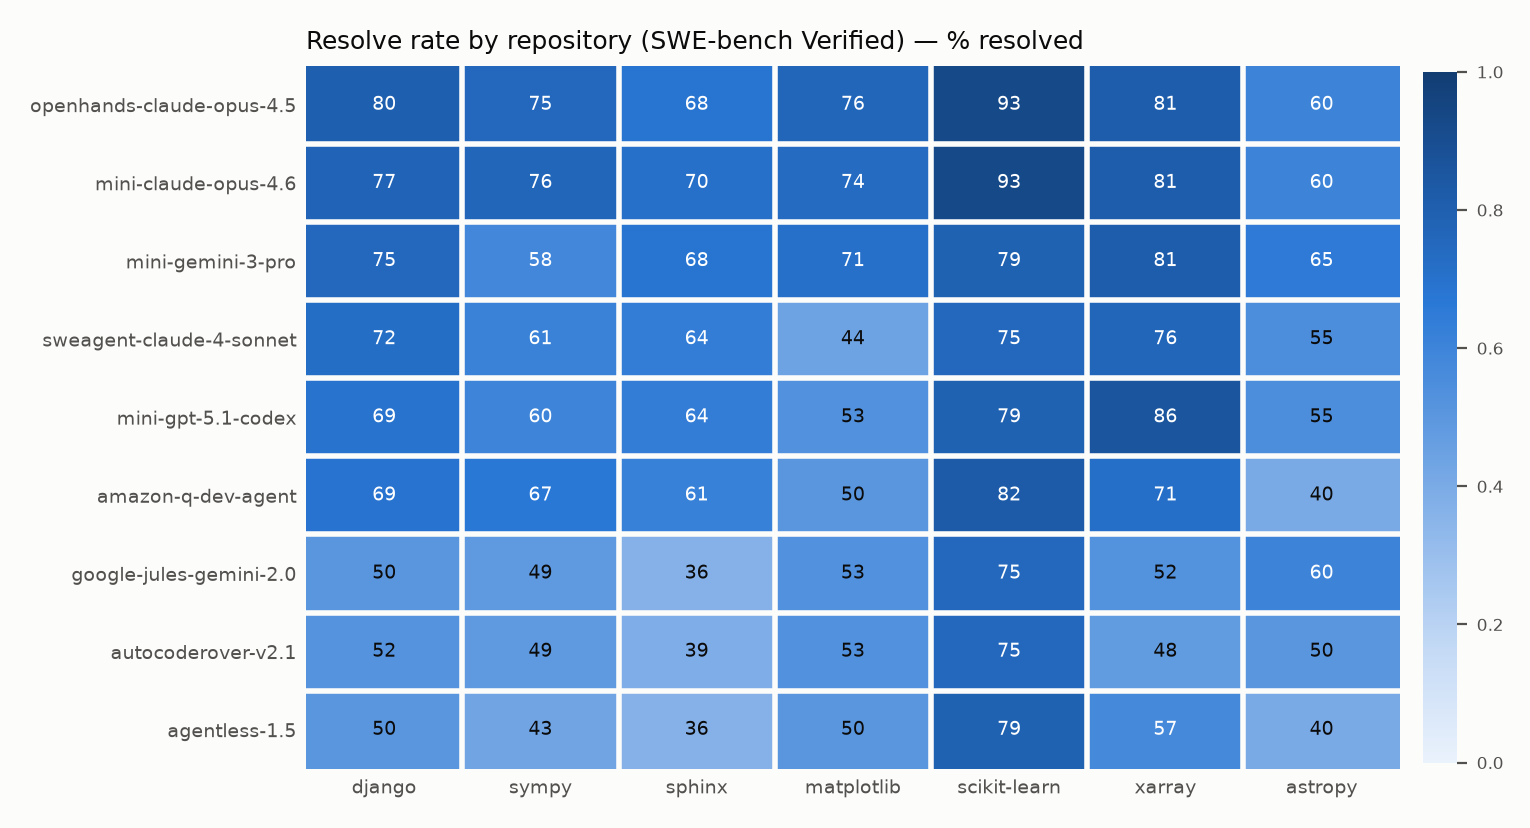 Resolve rate by repository (SWE-bench Verified) — % resolved
openhands-claude-opus-4.5 80 75 68 76 93 81 60
mini-claude-opus-4.6 77 76 70 74 93 81 60
mini-gemini-3-pro 75 58 68 71 79 81 65
sweagent-claude-4-sonnet 72 61 64 44 75 76 55
mini-gpt-5.1-codex 69 60 64 53 79 86 55
amazon-q-dev-agent 69 67 61 50 82 71 40
google-jules-gemini-2.0 50 49 36 53 75 52 60
autocoderover-v2.1 52 49 39 53 75 48 50
agentless-1.5 50 43 36 50 79 57 40
django sympy sphinx matplotlib scikit-learn xarray astropy
1.0
0.8
0.6
0.4
0.2
0.0